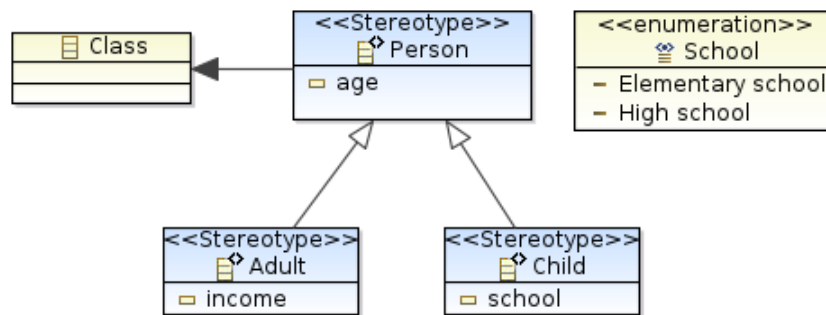 Class
<<Stereotype>>
Person
age
<<enumeration>>
School
Elementary school
High school
<<Stereotype>>
Adult
income
<<Stereotype>>
Child
school